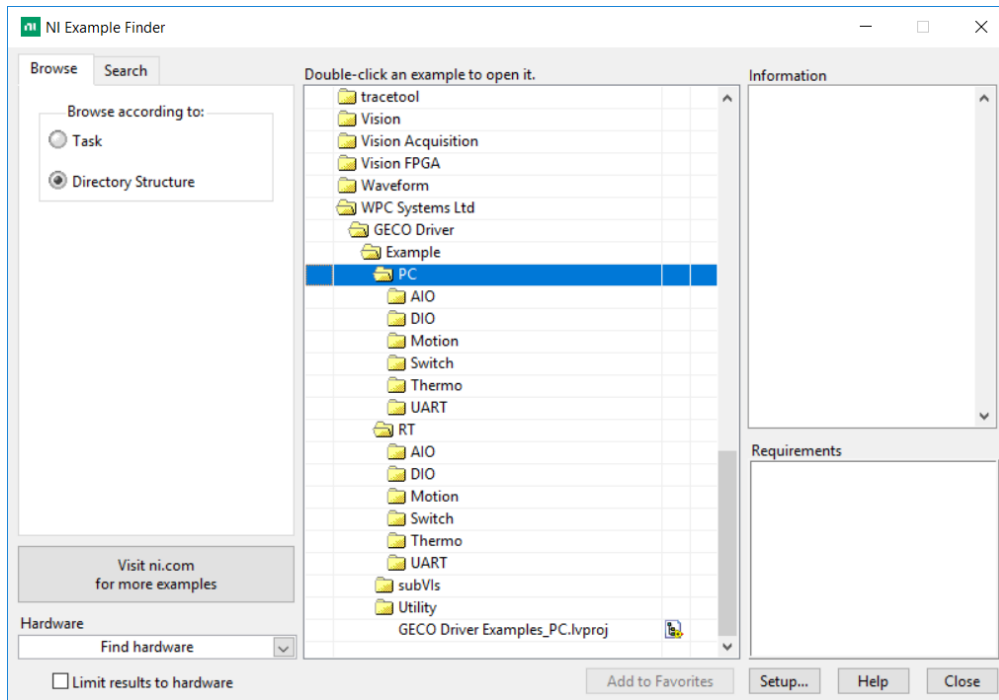 NI Example Finder
Browse
Search
Browse according to:
Task
Directory Structure
Visit ni.com
for more examples
Hardware
Find hardware
Limit results to hardware
Double-click an example to open it.
tracetool
Vision
Vision Acquisition
Vision FPGA
Waveform
WPC Systems Ltd
GECO Driver
Example
PC
AIO
DIO
Motion
Switch
Thermo
UART
RT
AIO
DIO
Motion
Switch
Thermo
UART
subVIs
Utility
GECO Driver Examples_PC.lvproj
Information
Requirements
Add to Favorites
Setup...
Help
Close